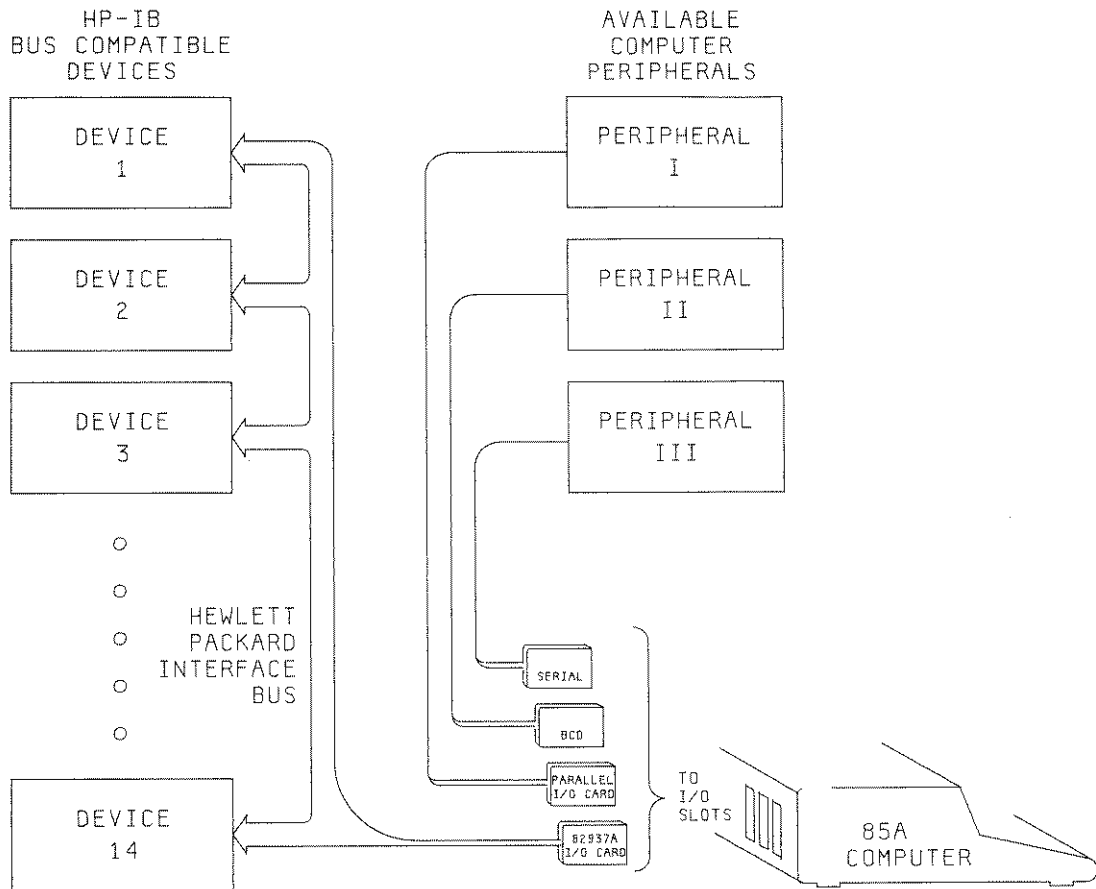 HP-IB
BUS COMPATIBLE
DEVICES
AVAILABLE
COMPUTER
PERIPHERALS
DEVICE
1
PERIPHERAL
I
DEVICE
2
PERIPHERAL
II
DEVICE
3
PERIPHERAL
III
HEWLETT
PACKARD
INTERFACE
BUS
SERIAL
BCD
PARALLEL
I/O CARD
82937A
I/O CARD
TO
I/O
SLOTS
DEVICE
14
85A
COMPUTER